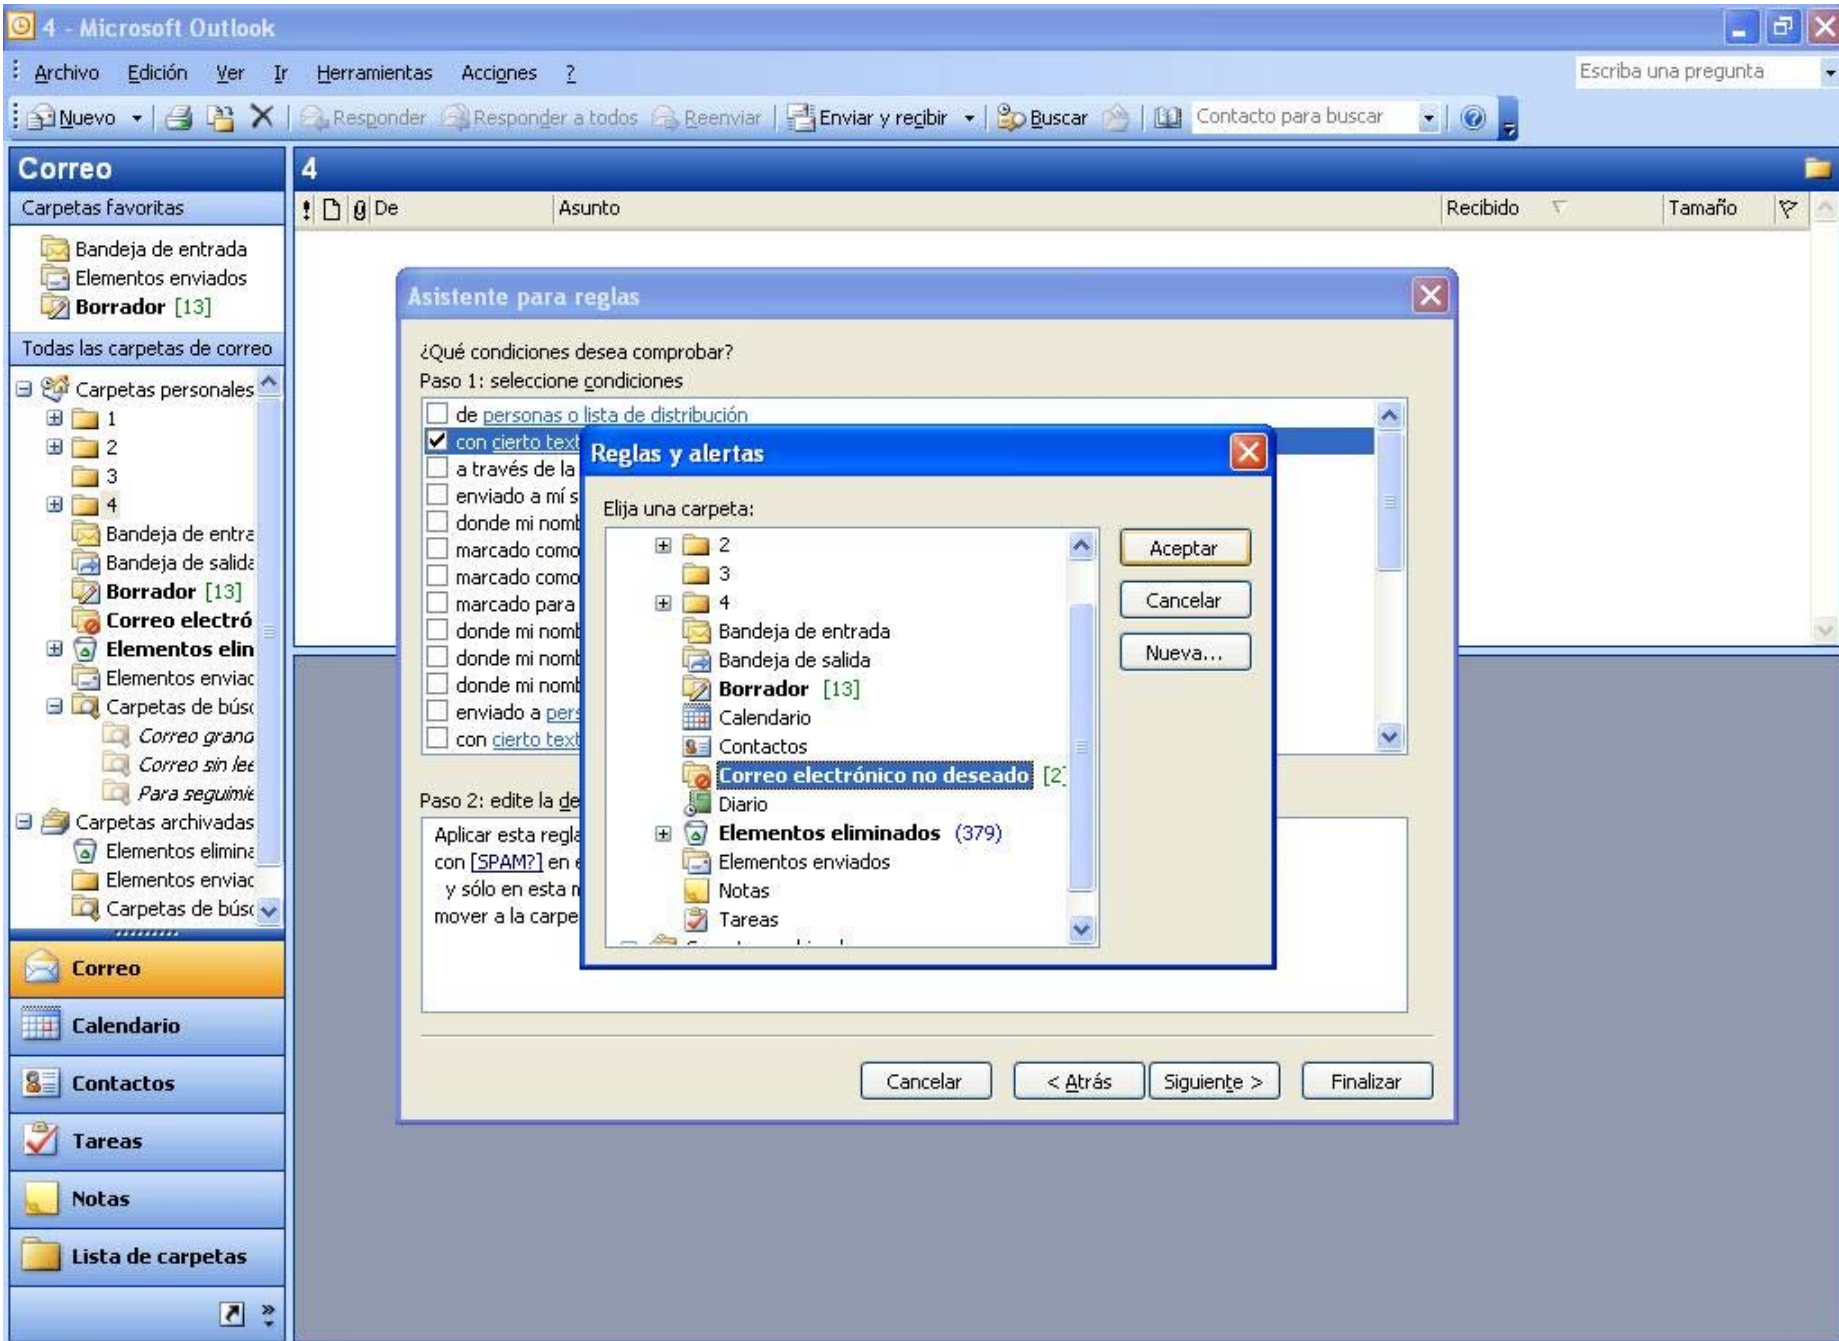 4 - Microsoft Outlook
Archivo Edición Ver Ir Herramientas Acciones ? Escriba una pregunta
Nuevo Responder Responder a todos Reenviar Enviar y recibir Buscar Contacto para buscar
Correo
Carpetas favoritas
Bandeja de entrada
Elementos enviados
Borrador [13]
Todas las carpetas de correo
Carpetas personales
1
2
3
4
Bandeja de entra
Bandeja de salida
Borrador [13]
Correo electró
Elementos elin
Elementos enviac
Carpetas de búsc
Correo grand
Correo sin lee
Para seguimie
Carpetas archivadas
Elementos elimina
Elementos enviac
Carpetas de búsc
Correo
Calendario
Contactos
Tareas
Notas
Lista de carpetas
4
De Asunto Recibido Tamaño
Asistente para reglas
¿Qué condiciones desea comprobar?
Paso 1: seleccione condiciones
de personas o lista de distribución
con cierto text
a través de la
enviado a mí s
donde mi nomb
marcado como
marcado como
marcado para
donde mi nomb
donde mi nomb
donde mi nomb
enviado a pers
con cierto text
Paso 2: edite la de
Aplicar esta regla
con [SPAM?] en e
y sólo en esta m
mover a la carpe
Cancelar < Atrás Siguiente > Finalizar
Reglas y alertas
Elija una carpeta:
2
3
4
Bandeja de entrada
Bandeja de salida
Borrador [13]
Calendario
Contactos
Correo electrónico no deseado [2]
Diario
Elementos eliminados (379)
Elementos enviados
Notas
Tareas
Aceptar
Cancelar
Nueva...